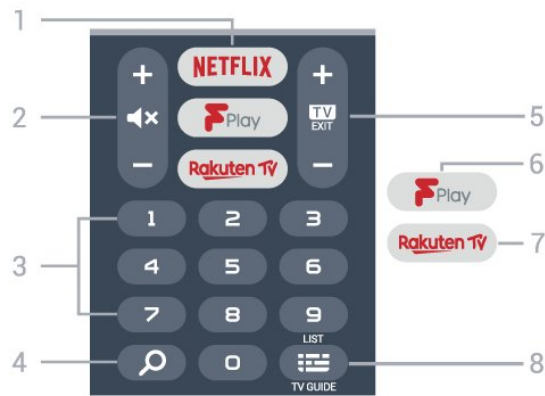 1
NETFLIX
+ +
2
TV
EXIT
5
F Play
6
- -
Rakuten TV
F Play
1 2 3
Rakuten TV
7
3
4 5 6
7 8 9
LIST
4
0
8
TV GUIDE